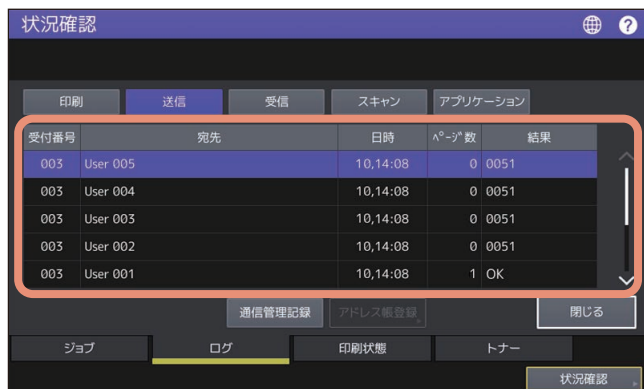 状況確認
印刷 送信 受信 スキャン アプリケーション
受付番号 宛先 日時 ページ数 結果
003 User 005 10,14:08 0 0051
003 User 004 10,14:08 0 0051
003 User 003 10,14:08 0 0051
003 User 002 10,14:08 0 0051
003 User 001 10,14:08 1 OK
通信管理記録 アドレス帳登録 閉じる
ジョブ ログ 印刷状態 トナー
状況確認